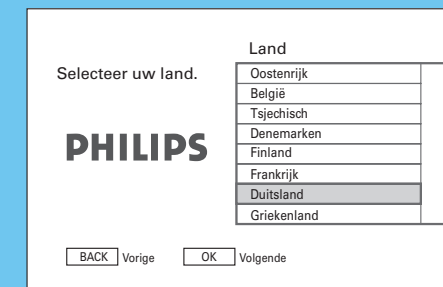 Land
Selecteer uw land.
Oostenrijk
België
Tsjechisch
Denemarken
Finland
Frankrijk
Duitsland
Griekenland
PHILIPS
BACK Vorige OK Volgende